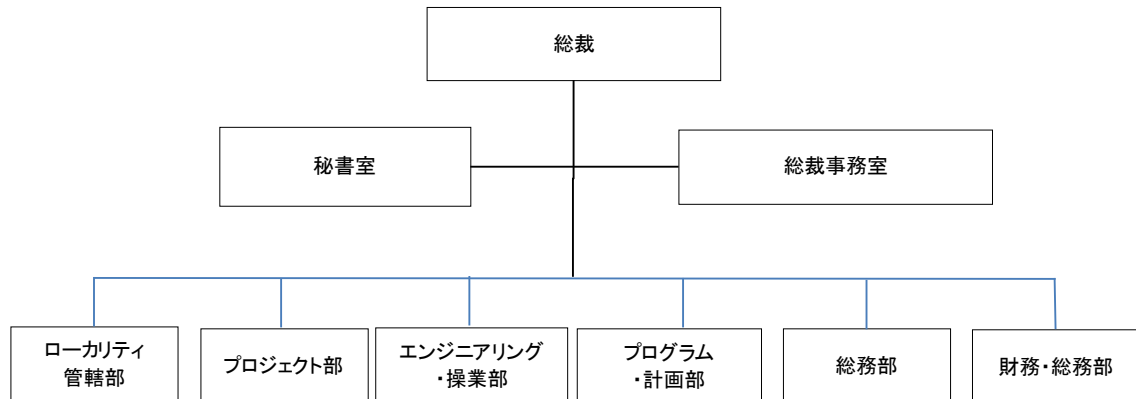 総裁
秘書室
総裁事務室
ローカリティ
管轄部
プロジェクト部
エンジニアリング
・操業部
プログラム
・計画部
総務部
財務・総務部